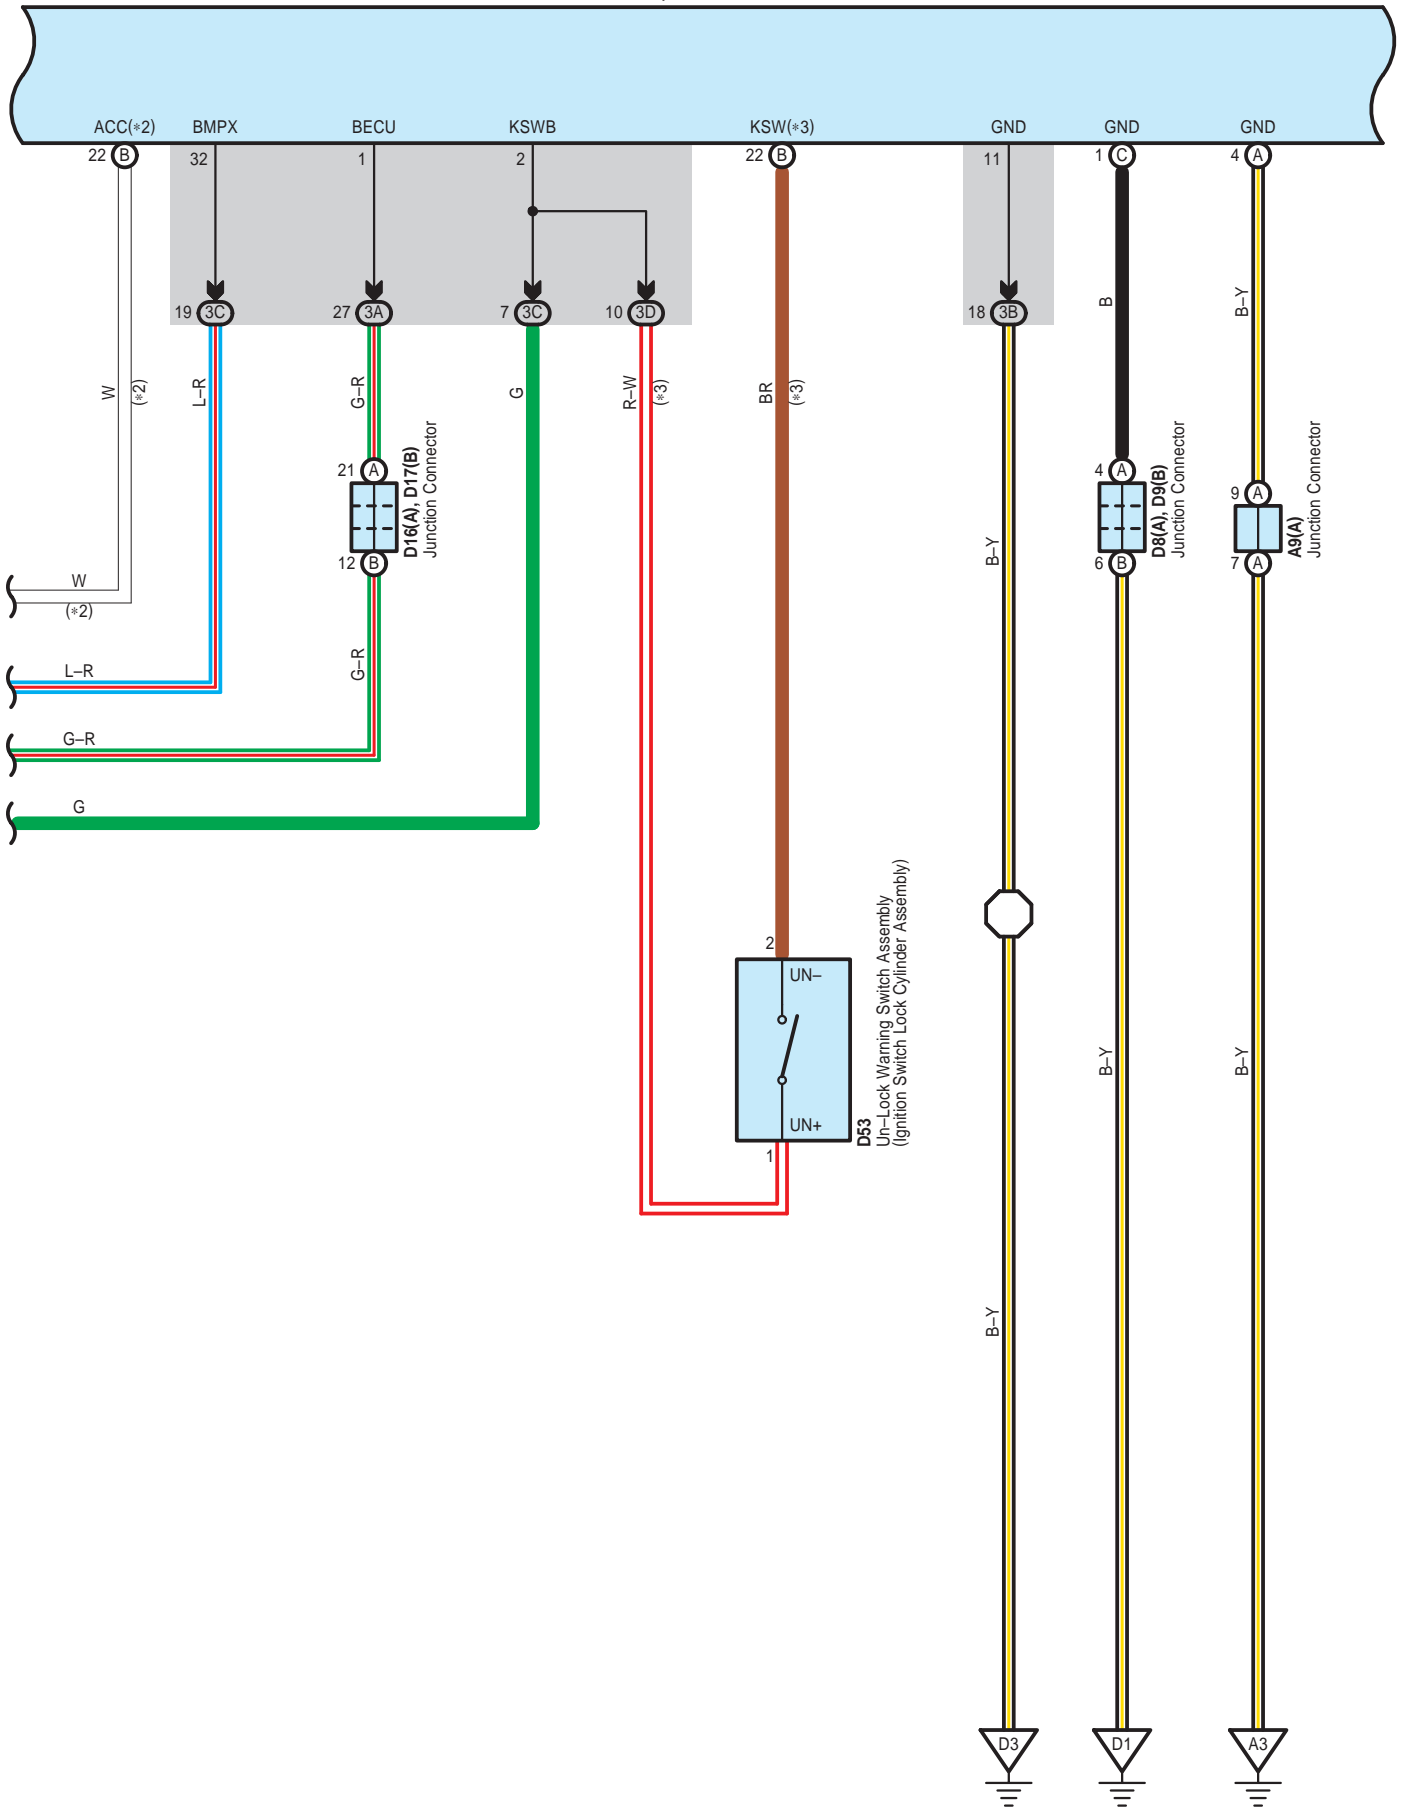 ACC(∗2) BMPX BECU KSWB KSW(∗3) GND GND GND
22 B 32 1 2 22 B 11 1 C 4 A
19 3C 27 3A 7 3C 10 3D 18 3B
W
(∗2)
L–R
G–R
G
R–W
(∗3)
BR
(∗3)
B–Y
B
B–Y
21 A
D16(A), D17(B)
Junction Connector
12 B
4 A
D8(A), D9(B)
Junction Connector
6 B
9 A
A9(A)
Junction Connector
7 A
W
(∗2)
L–R
G–R
G–R
G
2
UN–
UN+
1
D53
Un–Lock Warning Switch Assembly
(Ignition Switch Lock Cylinder Assembly)
B–Y
B–Y
B–Y
D3 D1 A3